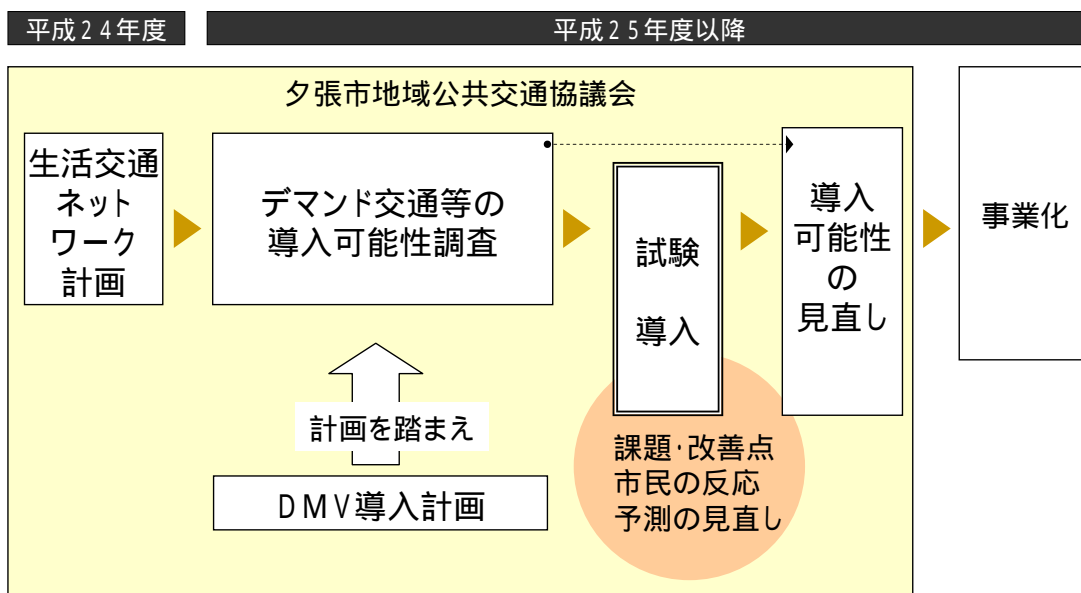 平成24年度
平成25年度以降
夕張市地域公共交通協議会
生活交通
ネット
ワーク
計画
デマンド交通等の
導入可能性調査
試験
導入
導入
可能性
の
見直し
事業化
計画を踏まえ
DMV導入計画
課題・改善点
市民の反応
予測の見直し